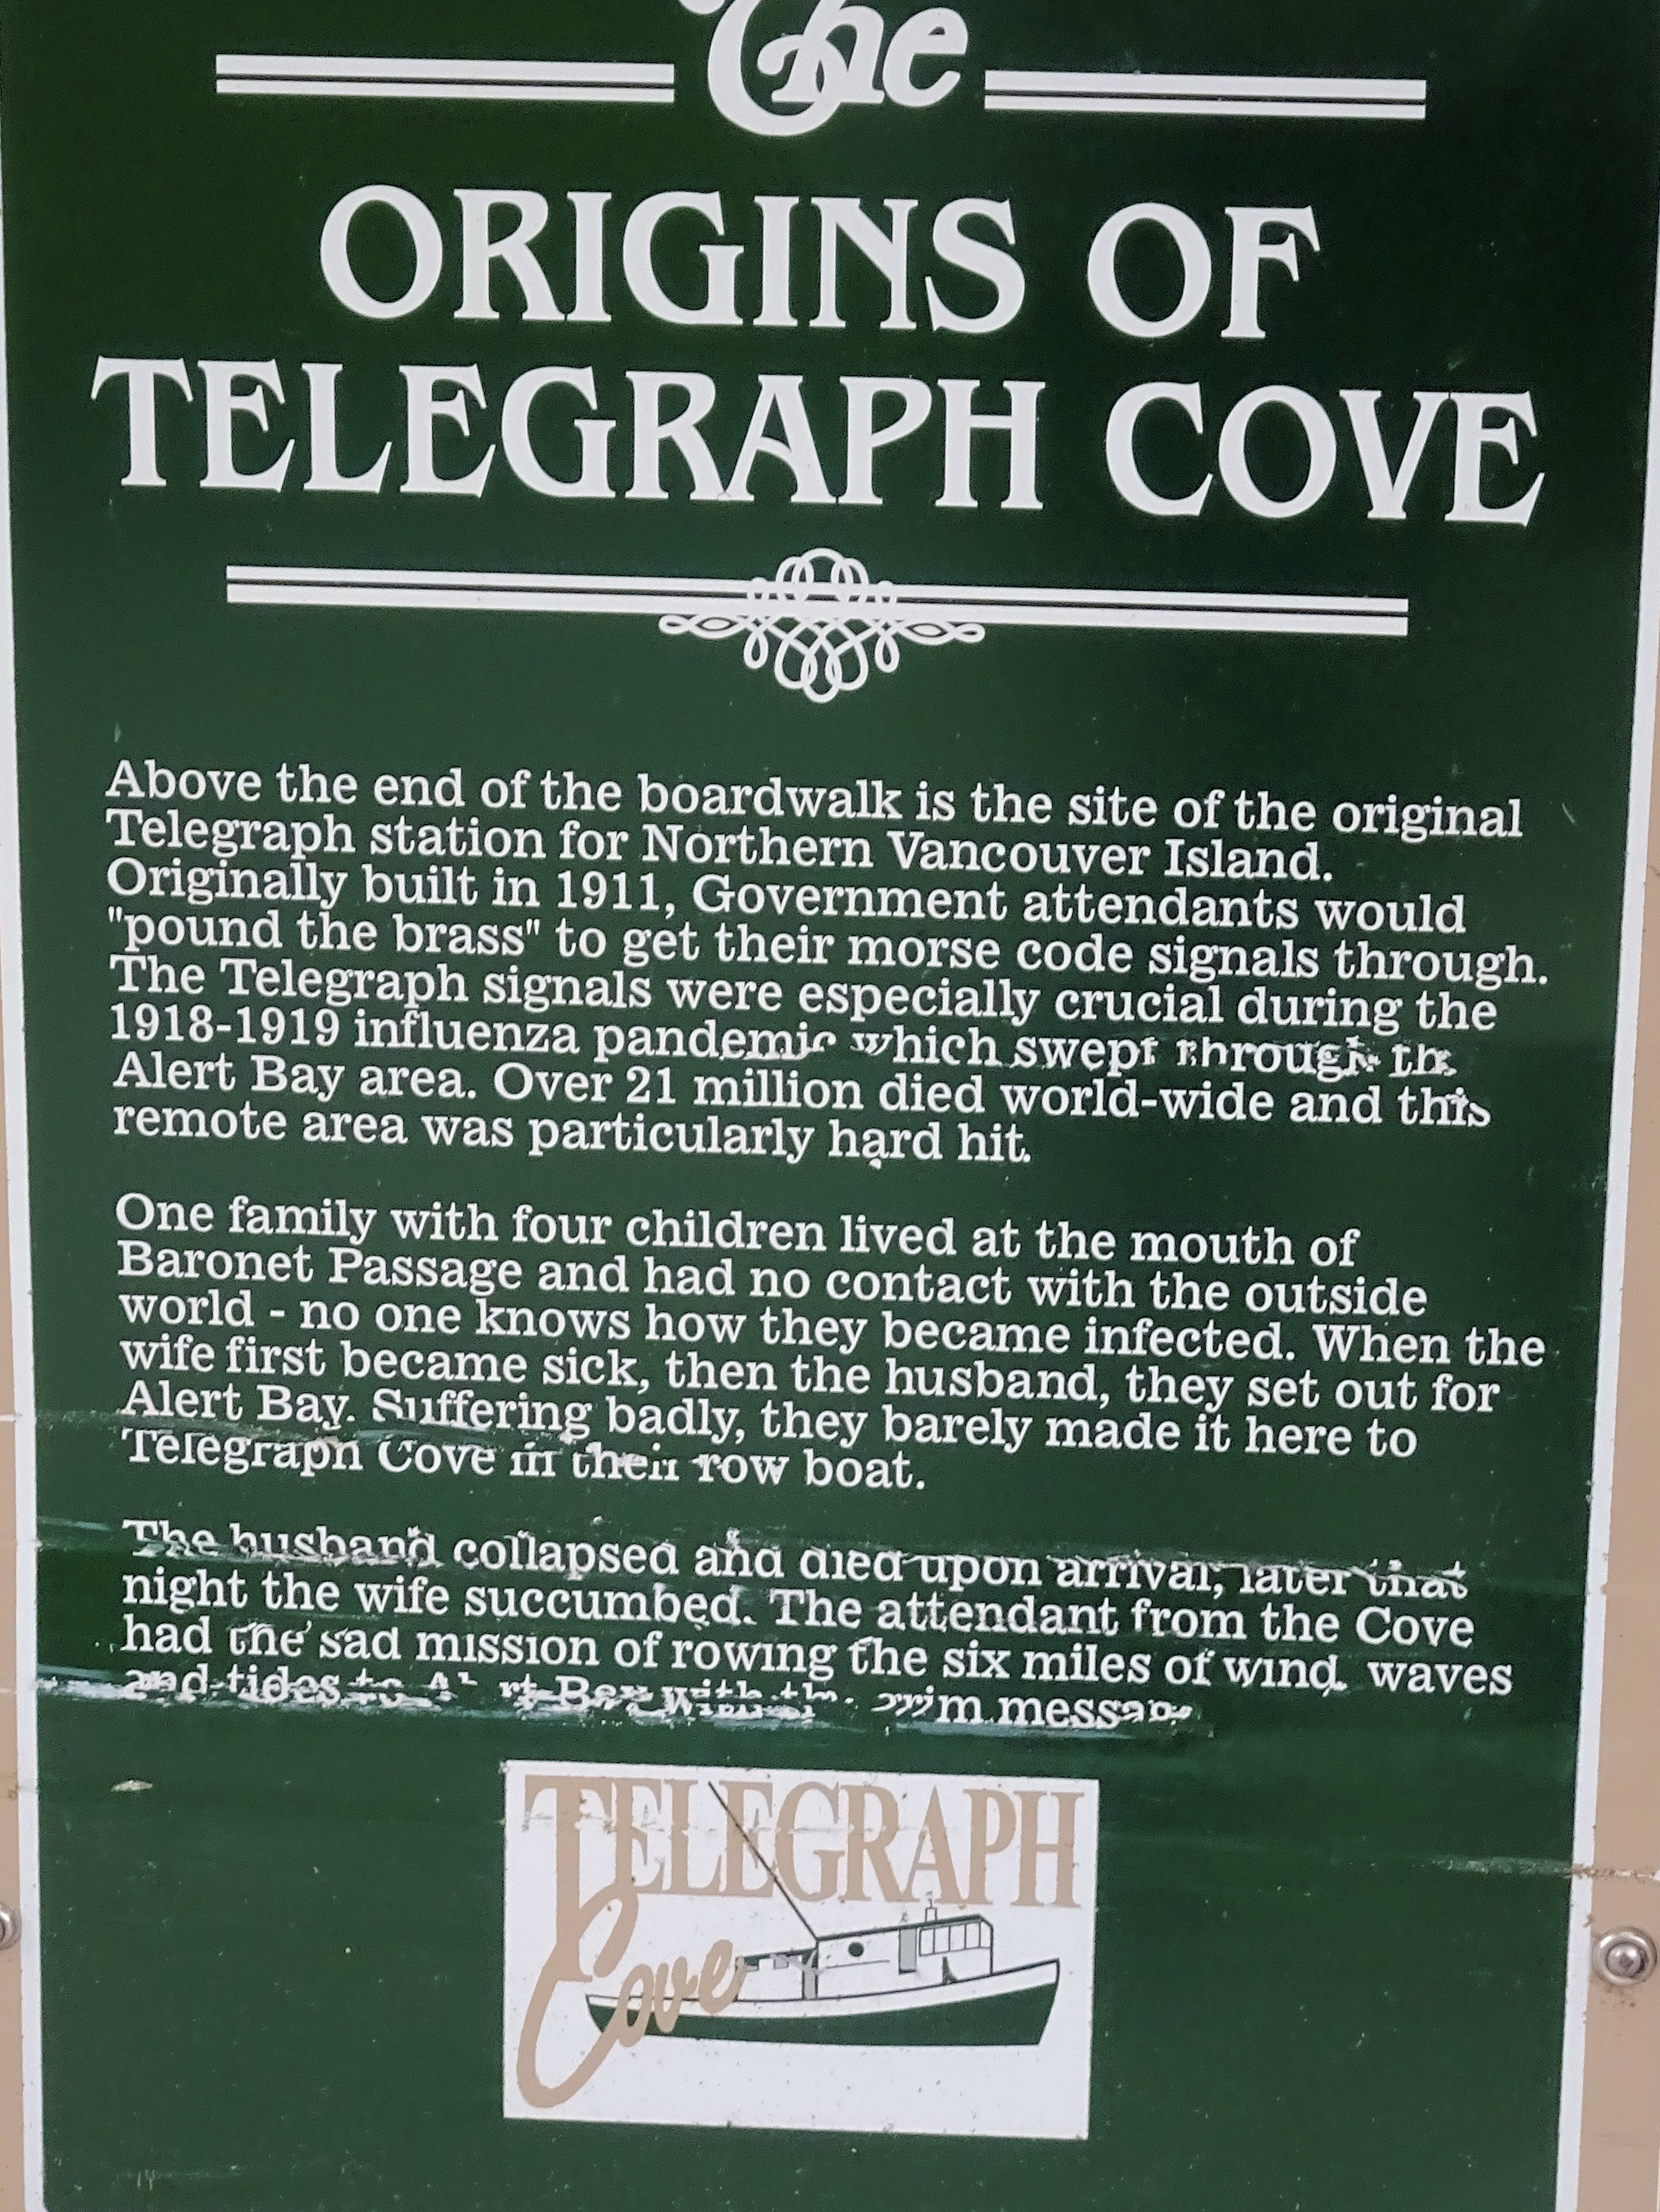 The
ORIGINS OF
TELEGRAPH COVE
Above the end of the boardwalk is the site of the original
Telegraph station for Northern Vancouver Island.
Originally built in 1911, Government attendants would
"pound the brass" to get their morse code signals through.
The Telegraph signals were especially crucial during the
1918-1919 influenza pandemic which swept through the
Alert Bay area. Over 21 million died world-wide and this
remote area was particularly hard hit.
One family with four children lived at the mouth of
Baronet Passage and had no contact with the outside
world - no one knows how they became infected. When the
wife first became sick, then the husband, they set out for
Alert Bay. Suffering badly, they barely made it here to
Telegraph Cove in their row boat.
The husband collapsed and died upon arrival, later that
night the wife succumbed. The attendant from the Cove
had the sad mission of rowing the six miles of wind, waves
and tides to Alert Bay with the grim message
TELEGRAPH
Cove